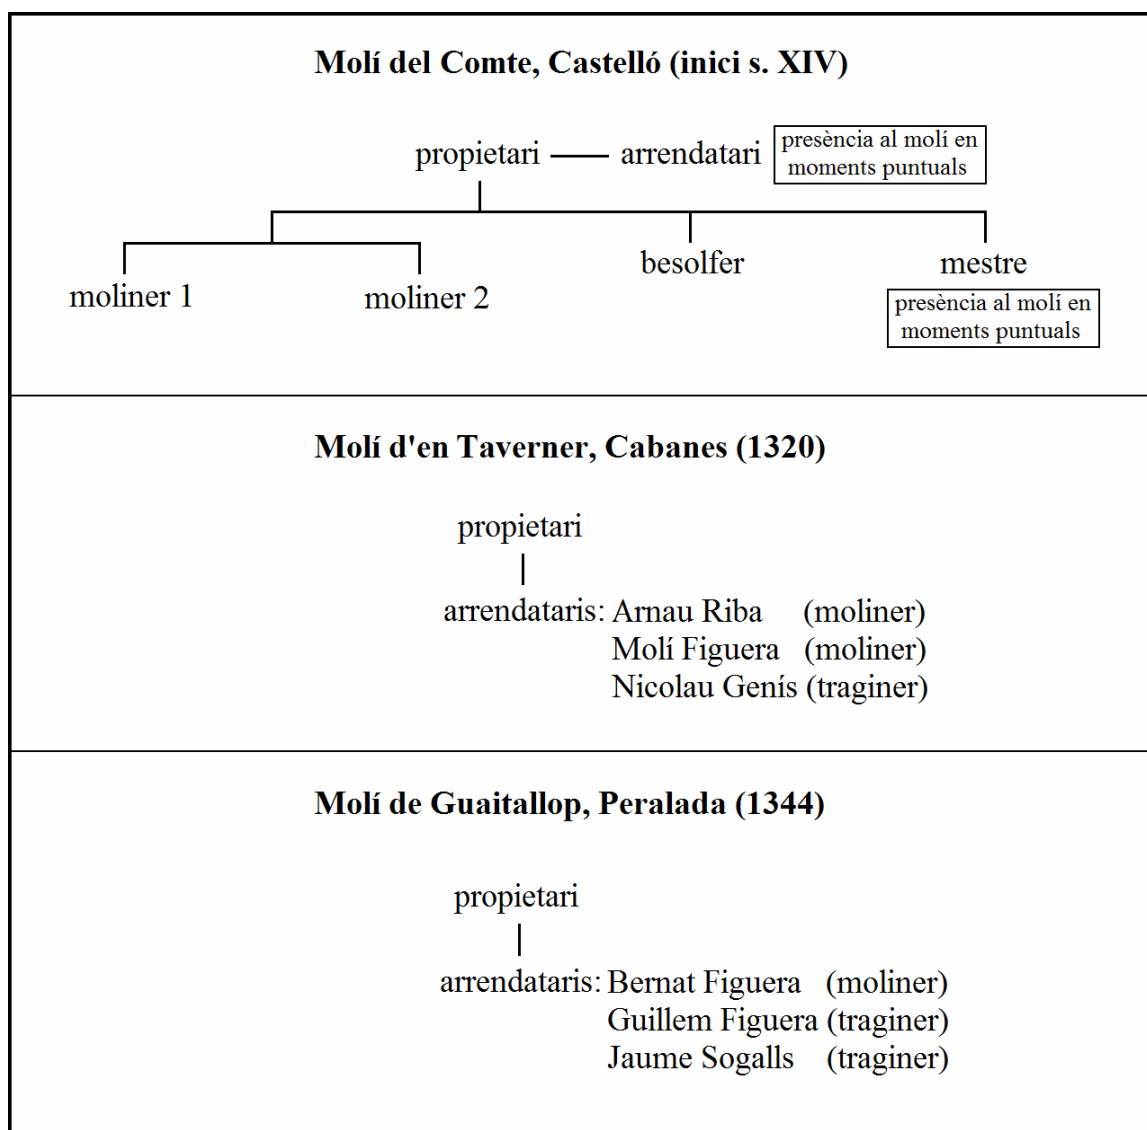 Molí del Comte, Castelló (inici s. XIV)
propietari arrendatari
presència al molí en
moments puntuals
besolfer mestre
moliner 1 moliner 2
presència al molí en
moments puntuals
Molí d'en Taverner, Cabanes (1320)
propietari
arrendataris: Arnau Riba (moliner)
Molí Figuera (moliner)
Nicolau Genís (traginer)
Molí de Guaitallop, Peralada (1344)
propietari
arrendataris: Bernat Figuera (moliner)
Guillem Figuera (traginer)
Jaume Sogalls (traginer)